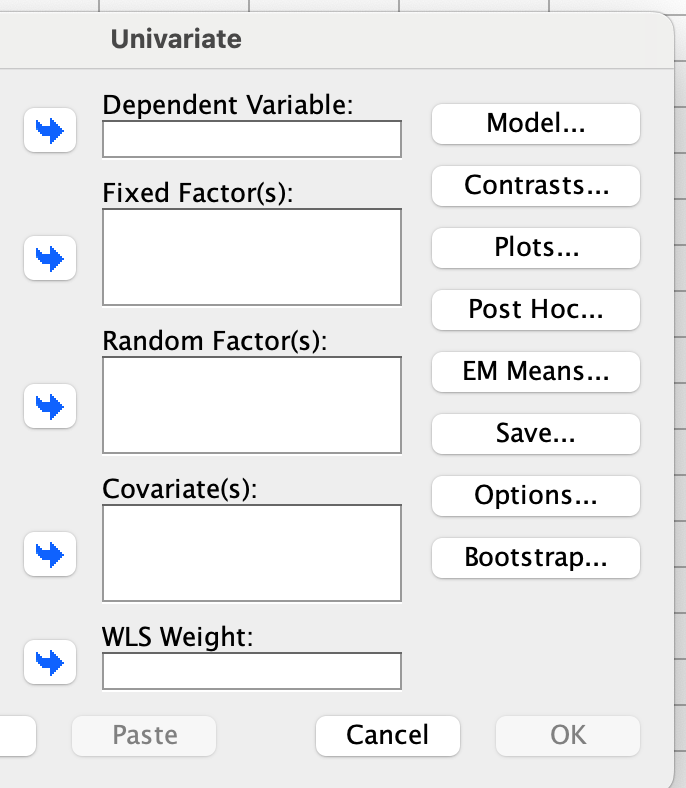 Univariate
Dependent Variable:
Fixed Factor(s):
Random Factor(s):
Covariate(s):
WLS Weight:
Model...
Contrasts...
Plots...
Post Hoc...
EM Means...
Save...
Options...
Bootstrap...
Paste
Cancel
OK